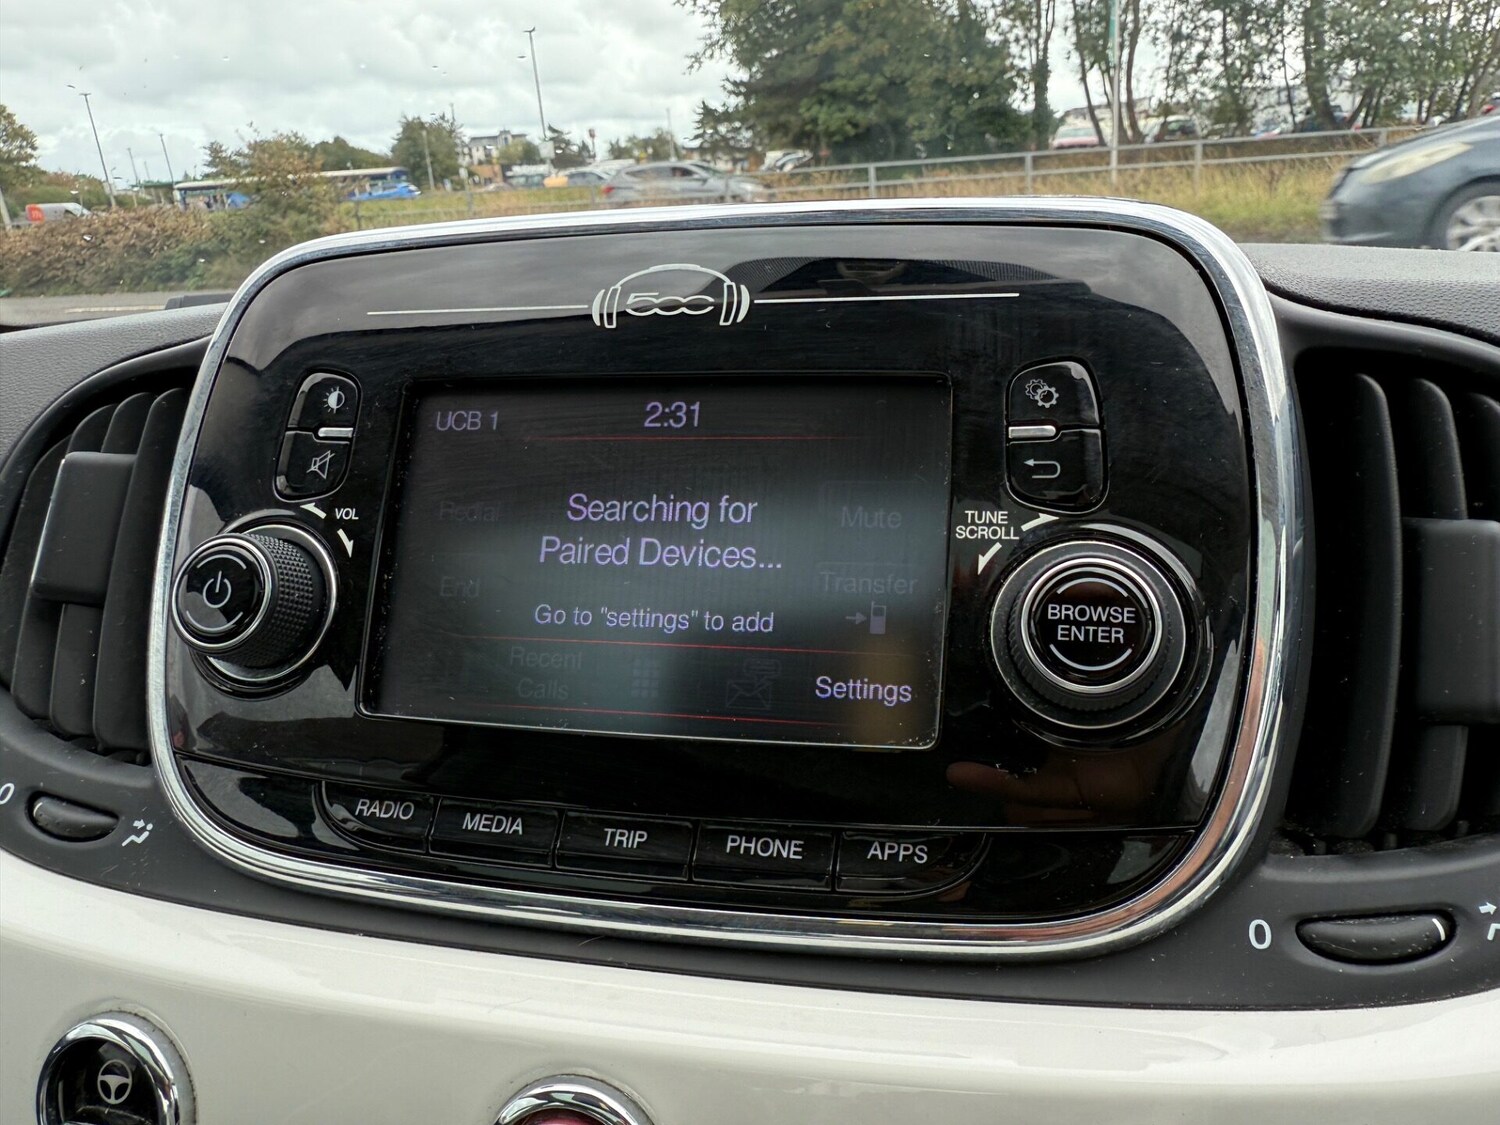 500
UCB 1
2:31
Redial
Searching for
Paired Devices...
Mute
End
Transfer
Go to "settings" to add
Recent
Calls
Settings
VOL
TUNE
SCROLL
BROWSE
ENTER
RADIO
MEDIA
TRIP
PHONE
APPS
0
0